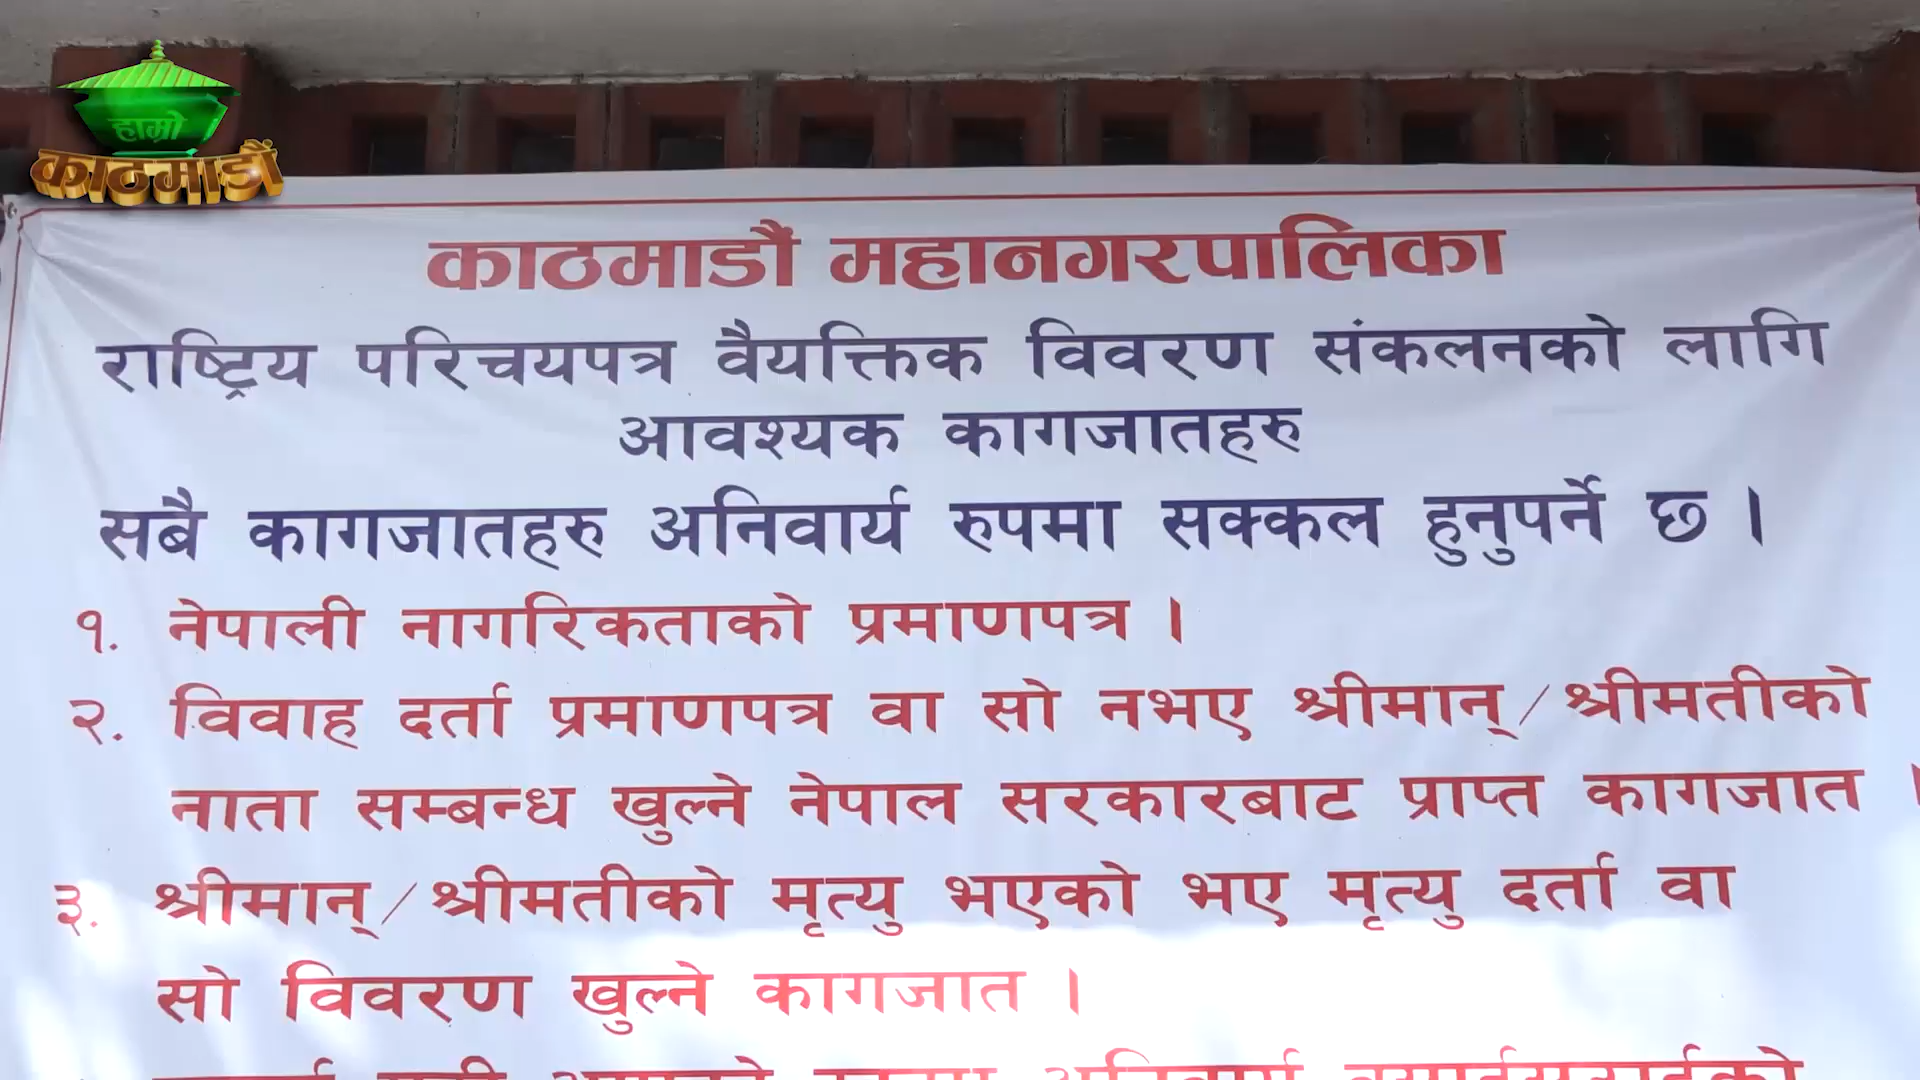 हाम्रो
काठमाडौं
काठमाडौं महानगरपालिका
राष्ट्रिय परिचयपत्र वैयक्तिक विवरण संकलनको लागि
आवश्यक कागजातहरु
सबै कागजातहरु अनिवार्य रुपमा सक्कल हुनुपर्ने छ ।
१. नेपाली नागरिकताको प्रमाणपत्र ।
२. विवाह दर्ता प्रमाणपत्र वा सो नभए श्रीमान्/श्रीमतीको
नाता सम्बन्ध खुल्ने नेपाल सरकारबाट प्राप्त कागजात ।
३. श्रीमान्/श्रीमतीको मृत्यु भएको भए मृत्यु दर्ता वा
सो विवरण खुल्ने कागजात ।